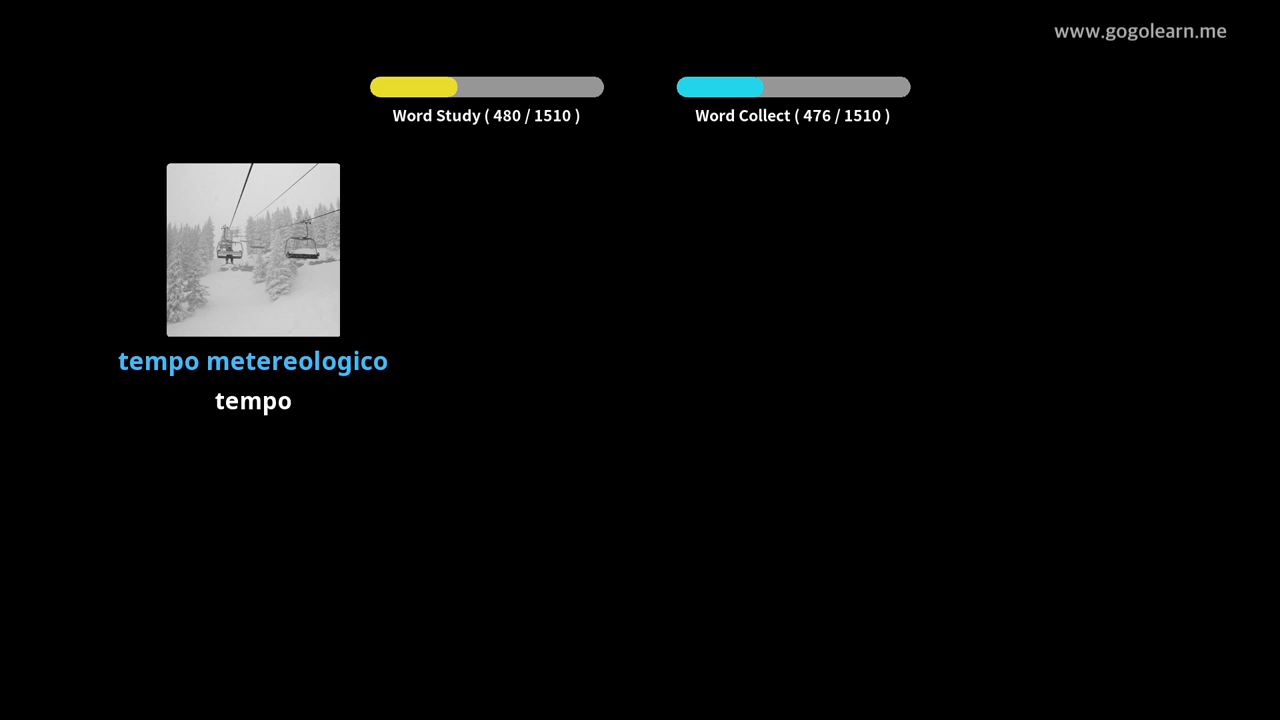 www.gogolearn.me
Word Study ( 480 / 1510 )
Word Collect ( 476 / 1510 )
tempo metereologico
tempo